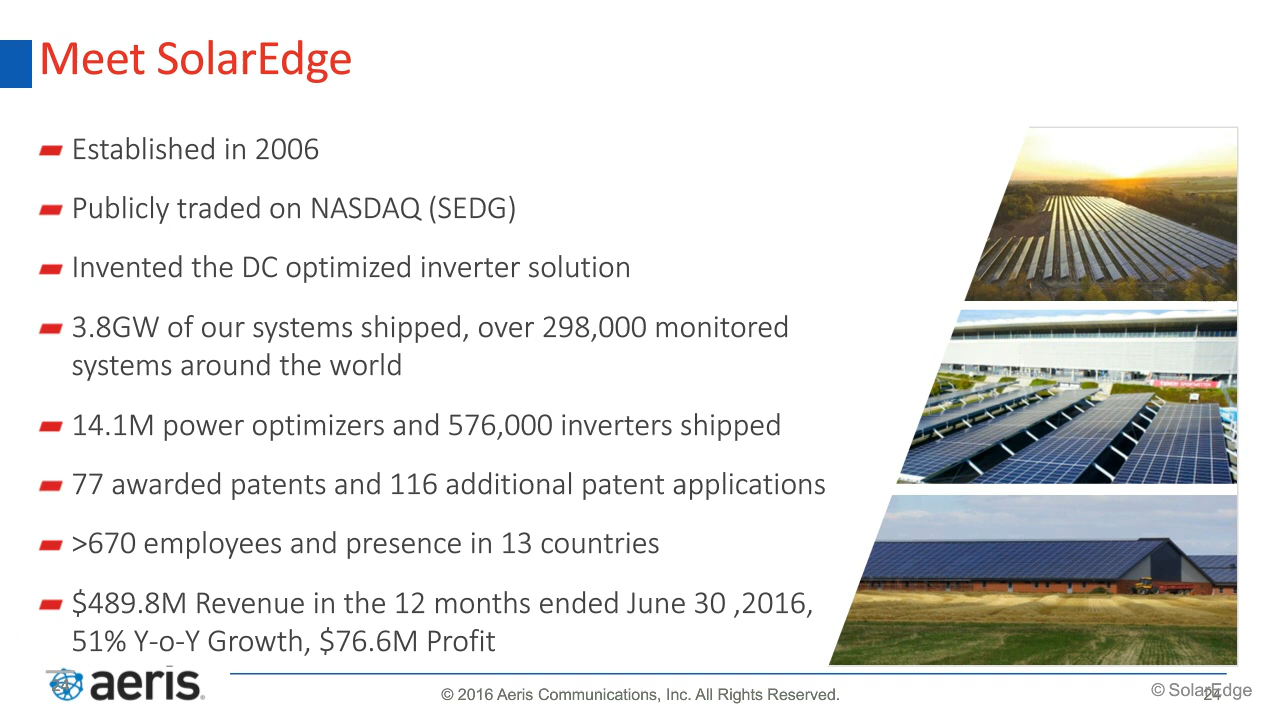 Meet SolarEdge
Established in 2006
Publicly traded on NASDAQ (SEDG)
Invented the DC optimized inverter solution
3.8GW of our systems shipped, over 298,000 monitored
systems around the world
14.1M power optimizers and 576,000 inverters shipped
77 awarded patents and 116 additional patent applications
>670 employees and presence in 13 countries
$489.8M Revenue in the 12 months ended June 30 ,2016,
51% Y-o-Y Growth, $76.6M Profit
aeris
© 2016 Aeris Communications, Inc. All Rights Reserved.
© SolarEdge
24